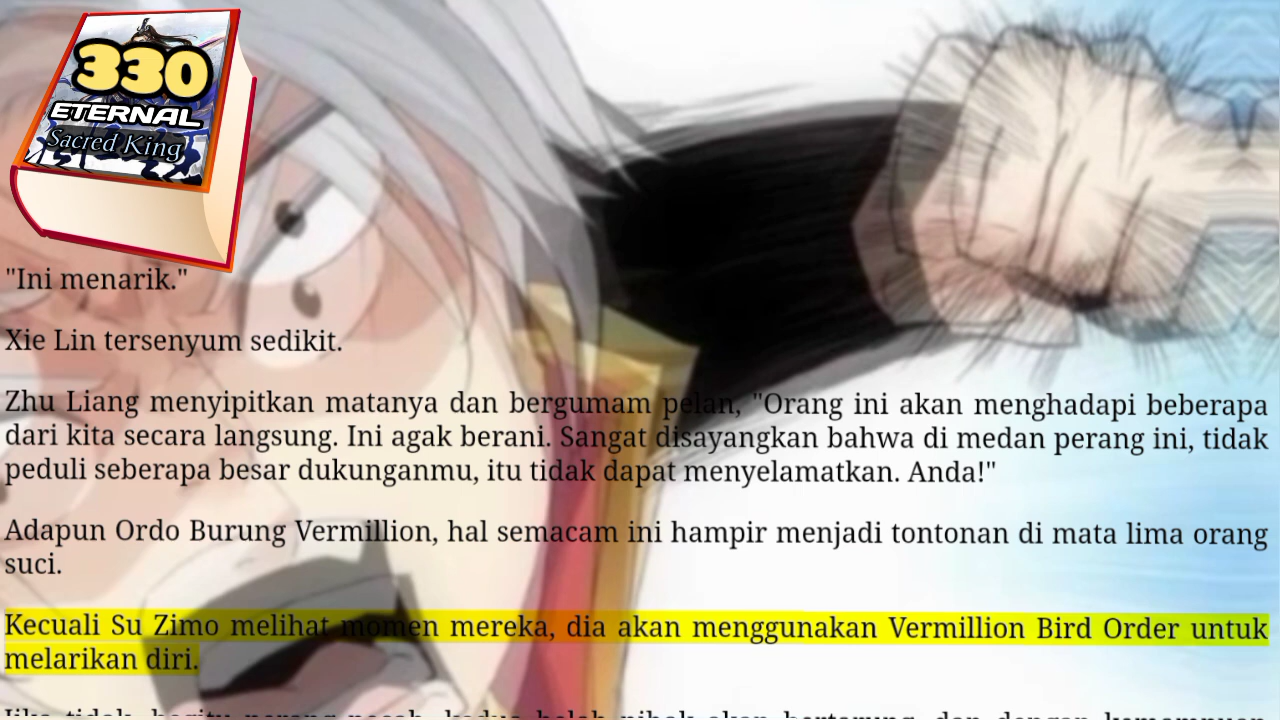 330
ETERNAL
Sacred King
"Ini menarik."
Xie Lin tersenyum sedikit.
Zhu Liang menyipitkan matanya dan bergumam pelan, "Orang ini akan menghadapi beberapa
dari kita secara langsung. Ini agak berani. Sangat disayangkan bahwa di medan perang ini, tidak
peduli seberapa besar dukunganmu, itu tidak dapat menyelamatkan. Anda!"
Adapun Ordo Burung Vermillion, hal semacam ini hampir menjadi tontonan di mata lima orang
suci.
Kecuali Su Zimo melihat momen mereka, dia akan menggunakan Vermillion Bird Order untuk
melarikan diri.